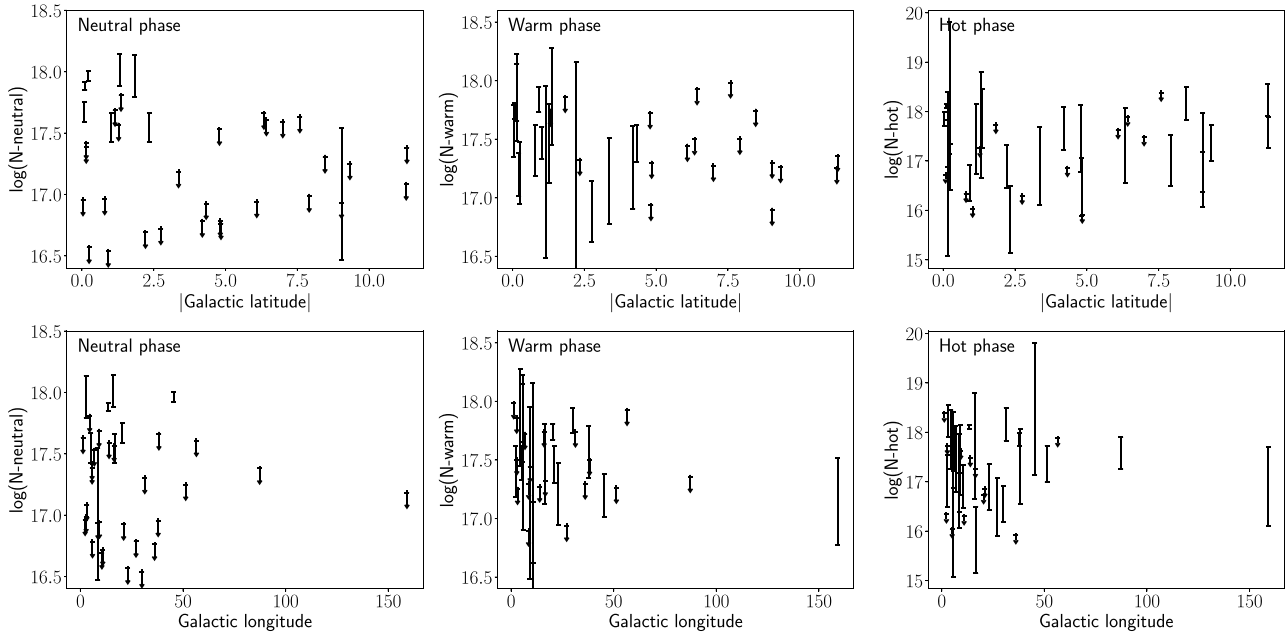 Neutral phase
18.5
18.0
17.5
17.0
16.5
log(N-neutral)
0.0 2.5 5.0 7.5 10.0
|Galactic latitude|
Warm phase
18.5
18.0
17.5
17.0
16.5
log(N-warm)
0.0 2.5 5.0 7.5 10.0
|Galactic latitude|
Hot phase
20
19
18
17
16
15
log(N-hot)
0.0 2.5 5.0 7.5 10.0
|Galactic latitude|
Neutral phase
18.5
18.0
17.5
17.0
16.5
log(N-neutral)
0 50 100 150
Galactic longitude
Warm phase
18.5
18.0
17.5
17.0
16.5
log(N-warm)
0 50 100 150
Galactic longitude
Hot phase
20
19
18
17
16
15
log(N-hot)
0 50 100 150
Galactic longitude